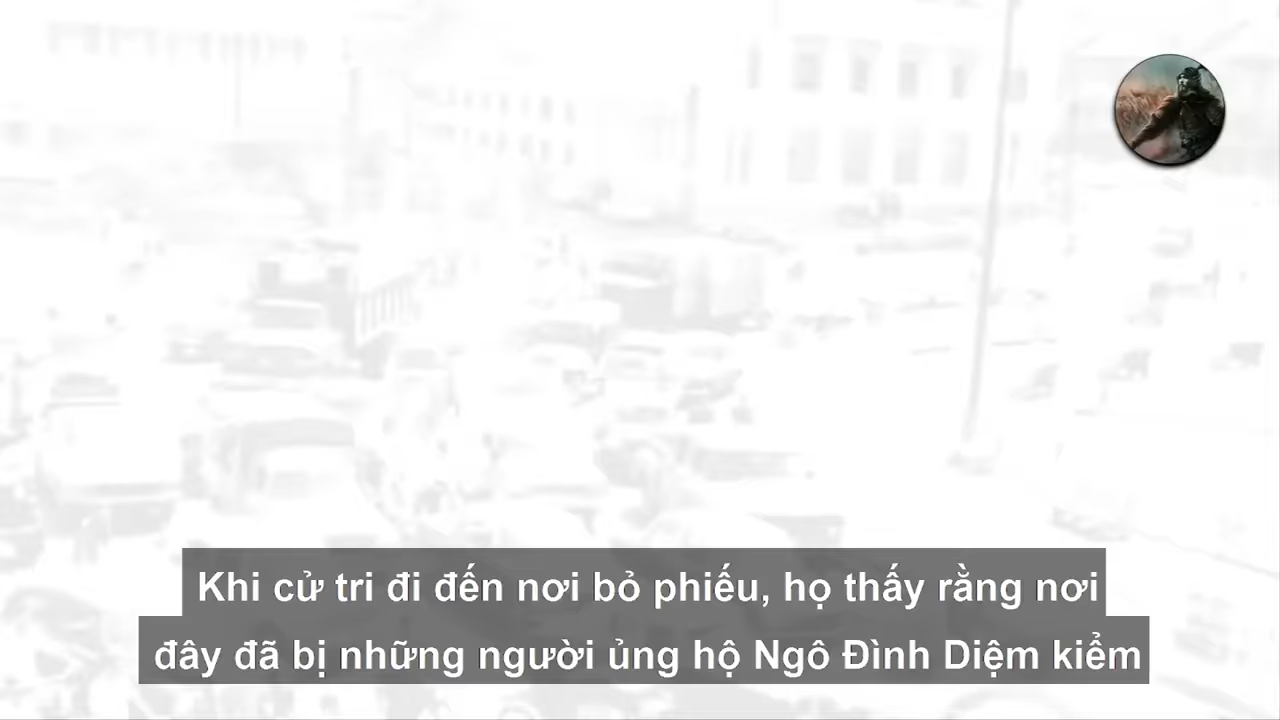 Khi cử tri đi đến nơi bỏ phiếu, họ thấy rằng nơi
đây đã bị những người ủng hộ Ngô Đình Diệm kiểm